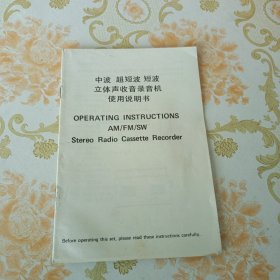 中波 超短波 短波
立体声收音录音机
使用说明书
OPERATING INSTRUCTIONS
AM/FM/SW
Stereo Radio Cassette Recorder
Before operating this set, please read these instructions carefully.